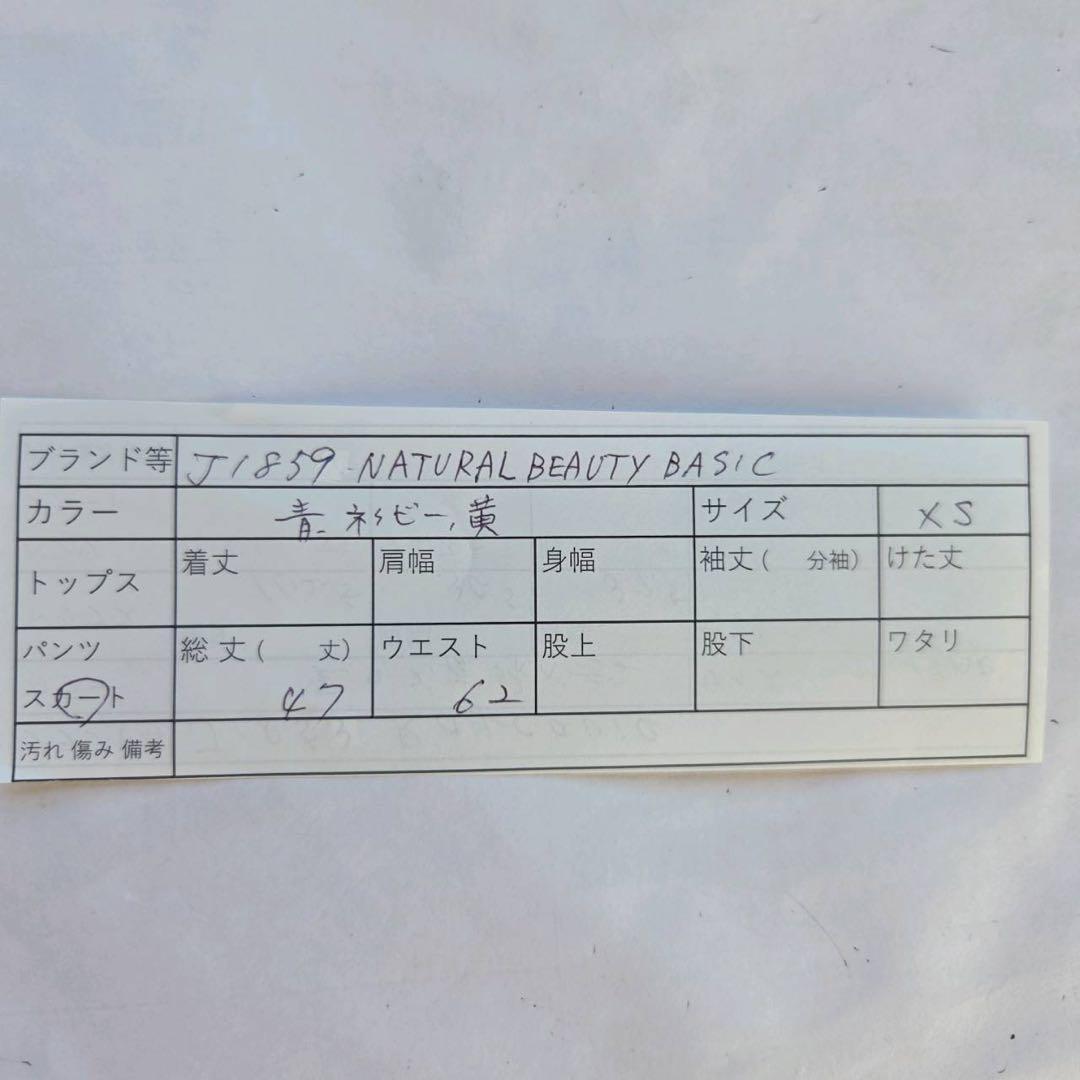 ブランド等 J1859 NATURAL BEAUTY BASIC
カラー 青、ネイビー、黄 サイズ XS
トップス 着丈 肩幅 身幅 袖丈( 分袖) けた丈
パンツ 総丈( 丈) ウエスト 股上 股下 ワタリ
スカート 47 62
汚れ 傷み 備考